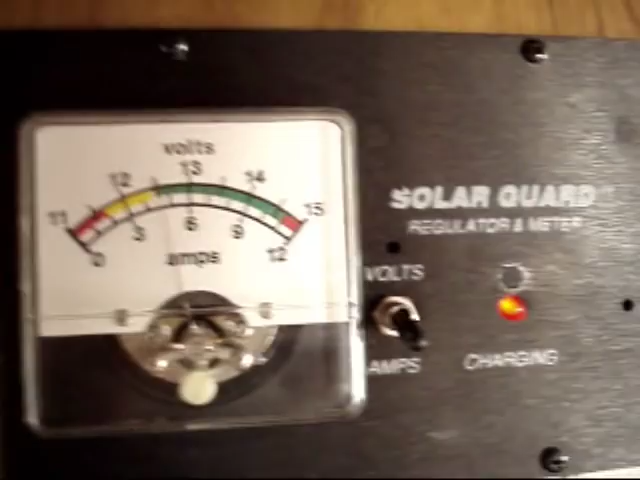 volts
11 12 13 14 15
0 3 6 9 12
amps
SOLAR GUARD
REGULATOR & METER
VOLTS
AMPS
CHARGING